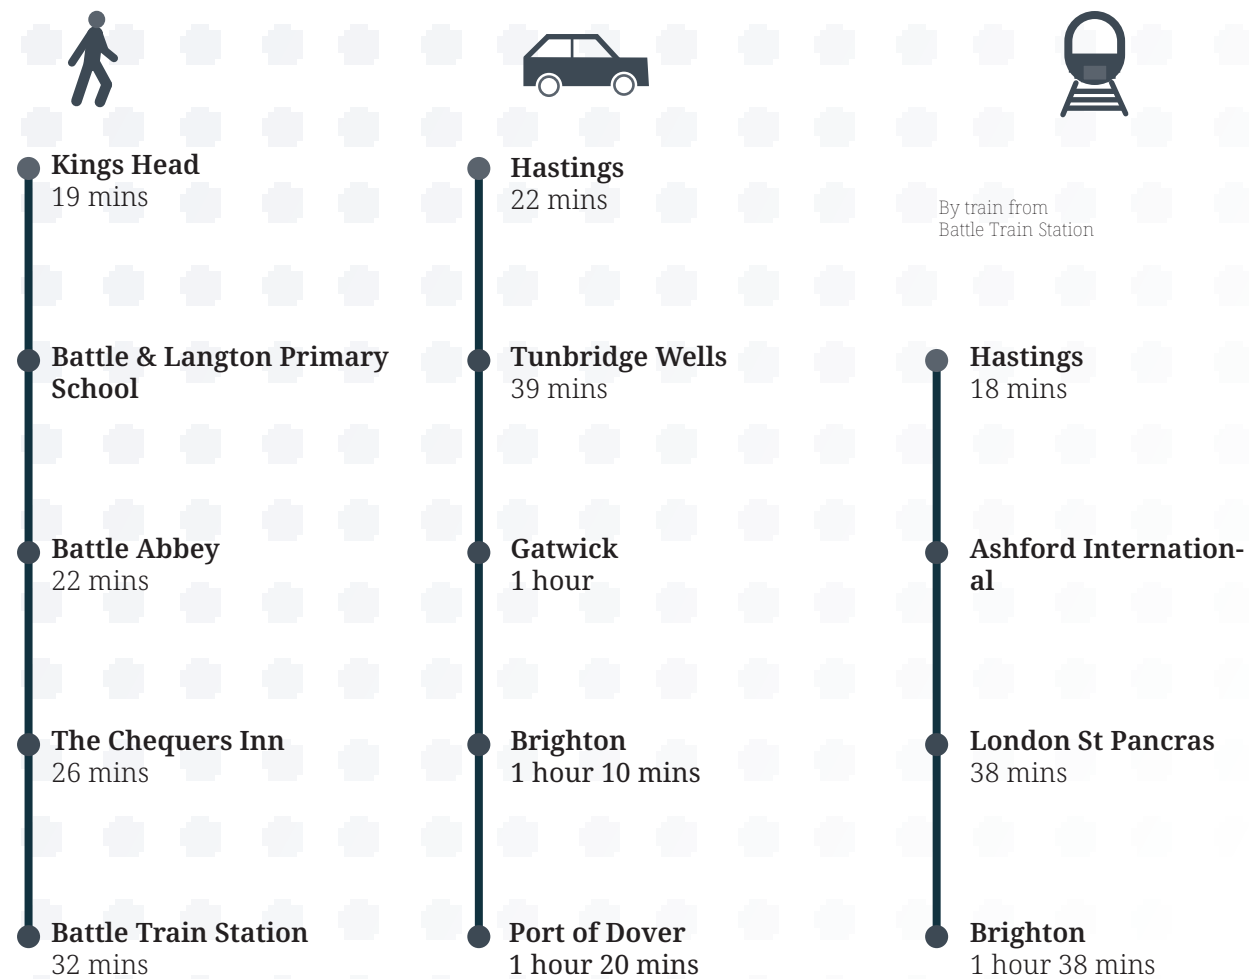 Kings Head
19 mins
Battle & Langton Primary
School
Battle Abbey
22 mins
The Chequers Inn
26 mins
Battle Train Station
32 mins
Hastings
22 mins
Tunbridge Wells
39 mins
Gatwick
1 hour
Brighton
1 hour 10 mins
Port of Dover
1 hour 20 mins
By train from
Battle Train Station
Hastings
18 mins
Ashford Internation-
al
London St Pancras
38 mins
Brighton
1 hour 38 mins